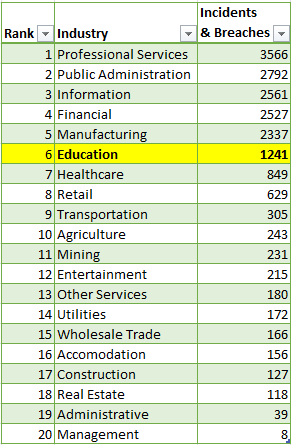 Rank Industry Incidents & Breaches
1 Professional Services 3566
2 Public Administration 2792
3 Information 2561
4 Financial 2527
5 Manufacturing 2337
6 Education 1241
7 Healthcare 849
8 Retail 629
9 Transportation 305
10 Agriculture 243
11 Mining 231
12 Entertainment 215
13 Other Services 180
14 Utilities 172
15 Wholesale Trade 166
16 Accomodation 156
17 Construction 127
18 Real Estate 118
19 Administrative 39
20 Management 8